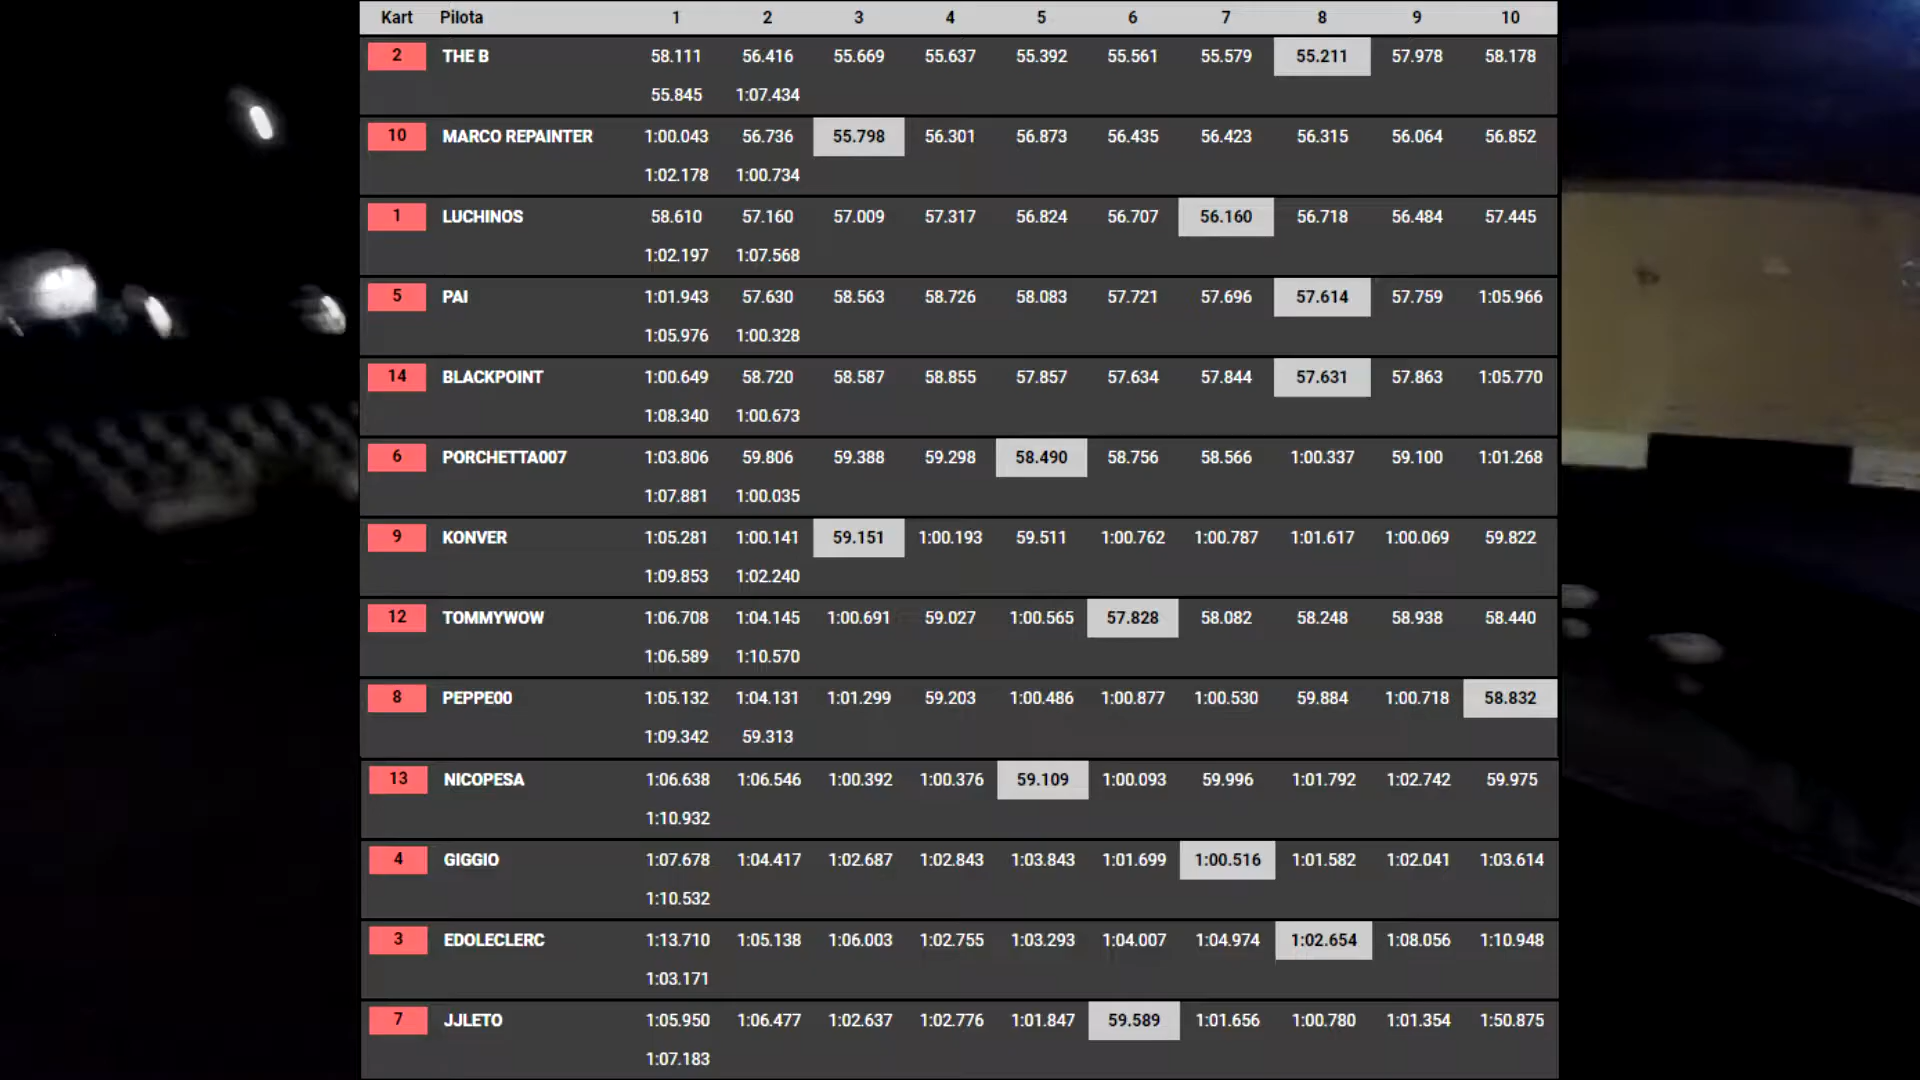 Kart Pilota 1 2 3 4 5 6 7 8 9 10
2 THE B 58.111 56.416 55.669 55.637 55.392 55.561 55.579 55.211 57.978 58.178
55.845 1:07.434
10 MARCO REPAINTER 1:00.043 56.736 55.798 56.301 56.873 56.435 56.423 56.315 56.064 56.852
1:02.178 1:00.734
1 LUCHINOS 58.610 57.160 57.009 57.317 56.824 56.707 56.160 56.718 56.484 57.445
1:02.197 1:07.568
5 PAI 1:01.943 57.630 58.563 58.726 58.083 57.721 57.696 57.614 57.759 1:05.966
1:05.976 1:00.328
14 BLACKPOINT 1:00.649 58.720 58.587 58.855 57.857 57.634 57.844 57.631 57.863 1:05.770
1:08.340 1:00.673
6 PORCHETTA007 1:03.806 59.806 59.388 59.298 58.490 58.756 58.566 1:00.337 59.100 1:01.268
1:07.881 1:00.035
9 KONVER 1:05.281 1:00.141 59.151 1:00.193 59.511 1:00.762 1:00.787 1:01.617 1:00.069 59.822
1:09.853 1:02.240
12 TOMMYWOW 1:06.708 1:04.145 1:00.691 59.027 1:00.565 57.828 58.082 58.248 58.938 58.440
1:06.589 1:10.570
8 PEPPE00 1:05.132 1:04.131 1:01.299 59.203 1:00.486 1:00.877 1:00.530 59.884 1:00.718 58.832
1:09.342 59.313
13 NICOPESA 1:06.638 1:06.546 1:00.392 1:00.376 59.109 1:00.093 59.996 1:01.792 1:02.742 59.975
1:10.932
4 GIGGIO 1:07.678 1:04.417 1:02.687 1:02.843 1:03.843 1:01.699 1:00.516 1:01.582 1:02.041 1:03.614
1:10.532
3 EDOLECLERC 1:13.710 1:05.138 1:06.003 1:02.755 1:03.293 1:04.007 1:04.974 1:02.654 1:08.056 1:10.948
1:03.171
7 JJLETO 1:05.950 1:06.477 1:02.637 1:02.776 1:01.847 59.589 1:01.656 1:00.780 1:01.354 1:50.875
1:07.183